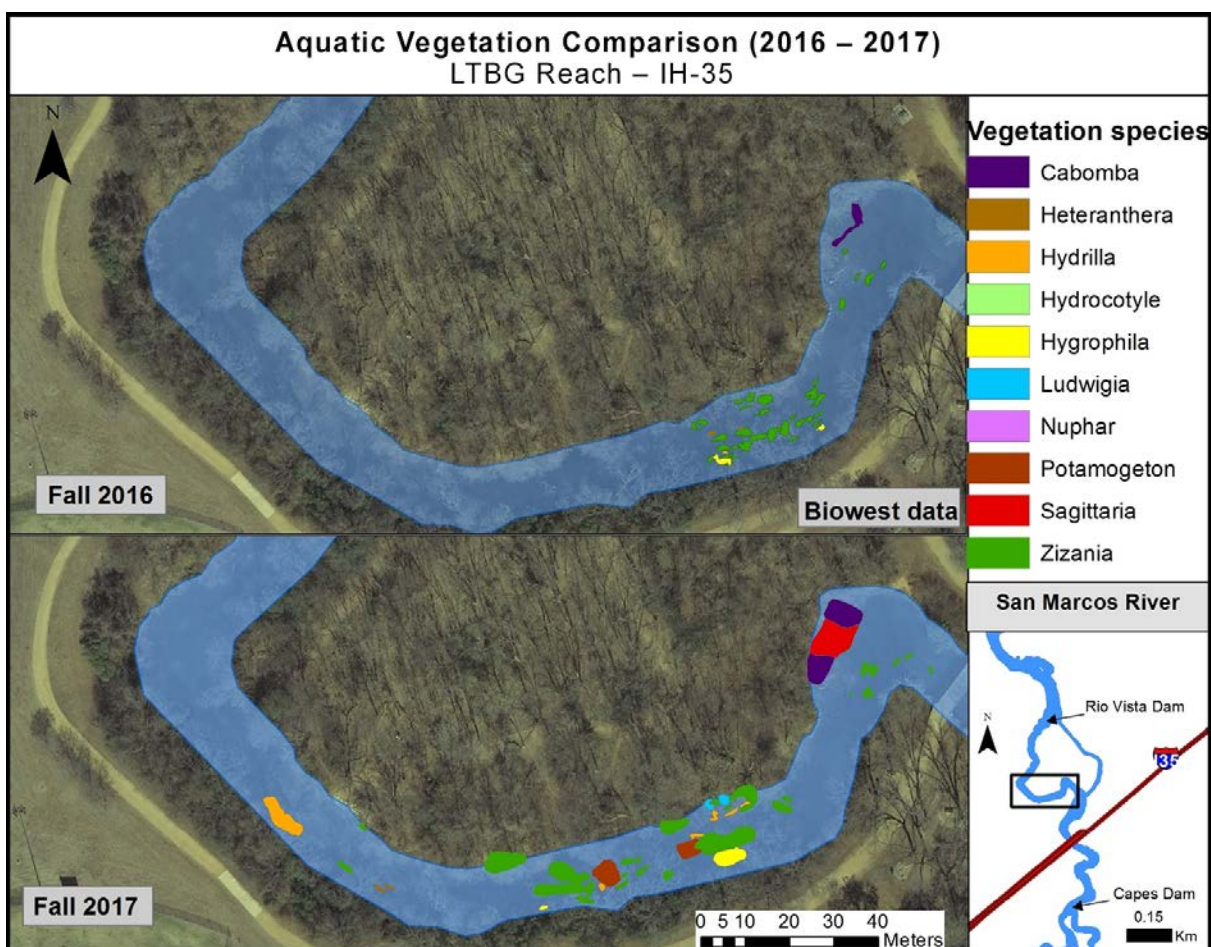 Aquatic Vegetation Comparison (2016 – 2017)
LTBG Reach – IH-35
N
Fall 2016
Biowest data
Vegetation species
Cabomba
Heteranthera
Hydrilla
Hydrocotyle
Hygrophila
Ludwigia
Nuphar
Potamogeton
Sagittaria
Zizania
Fall 2017
0 5 10 20 30 40
Meters
San Marcos River
Rio Vista Dam
N
35
Capes Dam
0.15
Km